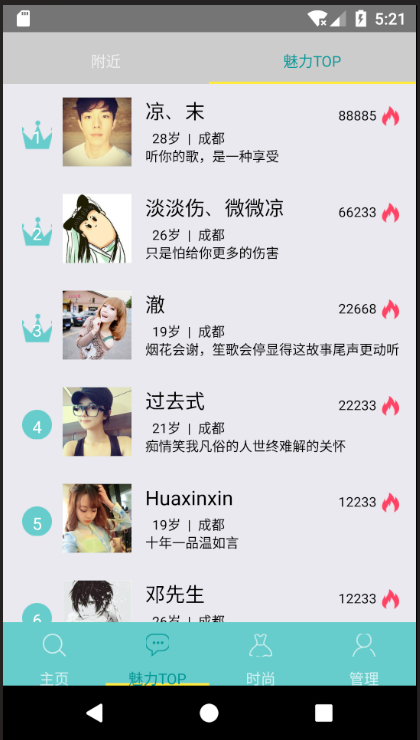 5:21
附近
魅力TOP
1
凉、末
88885
28岁 | 成都
听你的歌，是一种享受
2
淡淡伤、微微凉
66233
26岁 | 成都
只是怕给你更多的伤害
3
澈
22668
19岁 | 成都
烟花会谢，笙歌会停显得这故事尾声更动听
4
过去式
22233
21岁 | 成都
痴情笑我凡俗的人世终难解的关怀
5
Huaxinxin
12233
19岁 | 成都
十年一品温如言
6
邓先生
12233
26岁 | 成都
主页
魅力TOP
时尚
管理